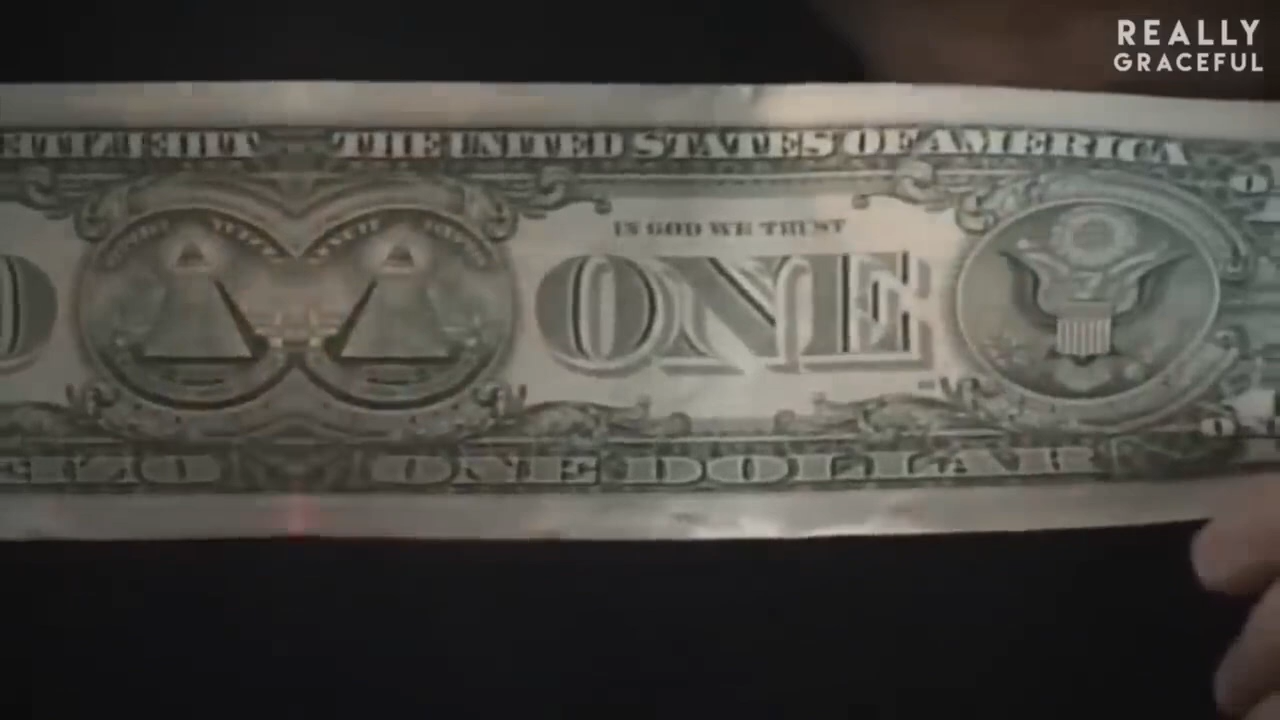 REALLY
GRACEFUL
THE UNITED STATES OF AMERICA
IN GOD WE TRUST
ONE
ONE DOLLAR